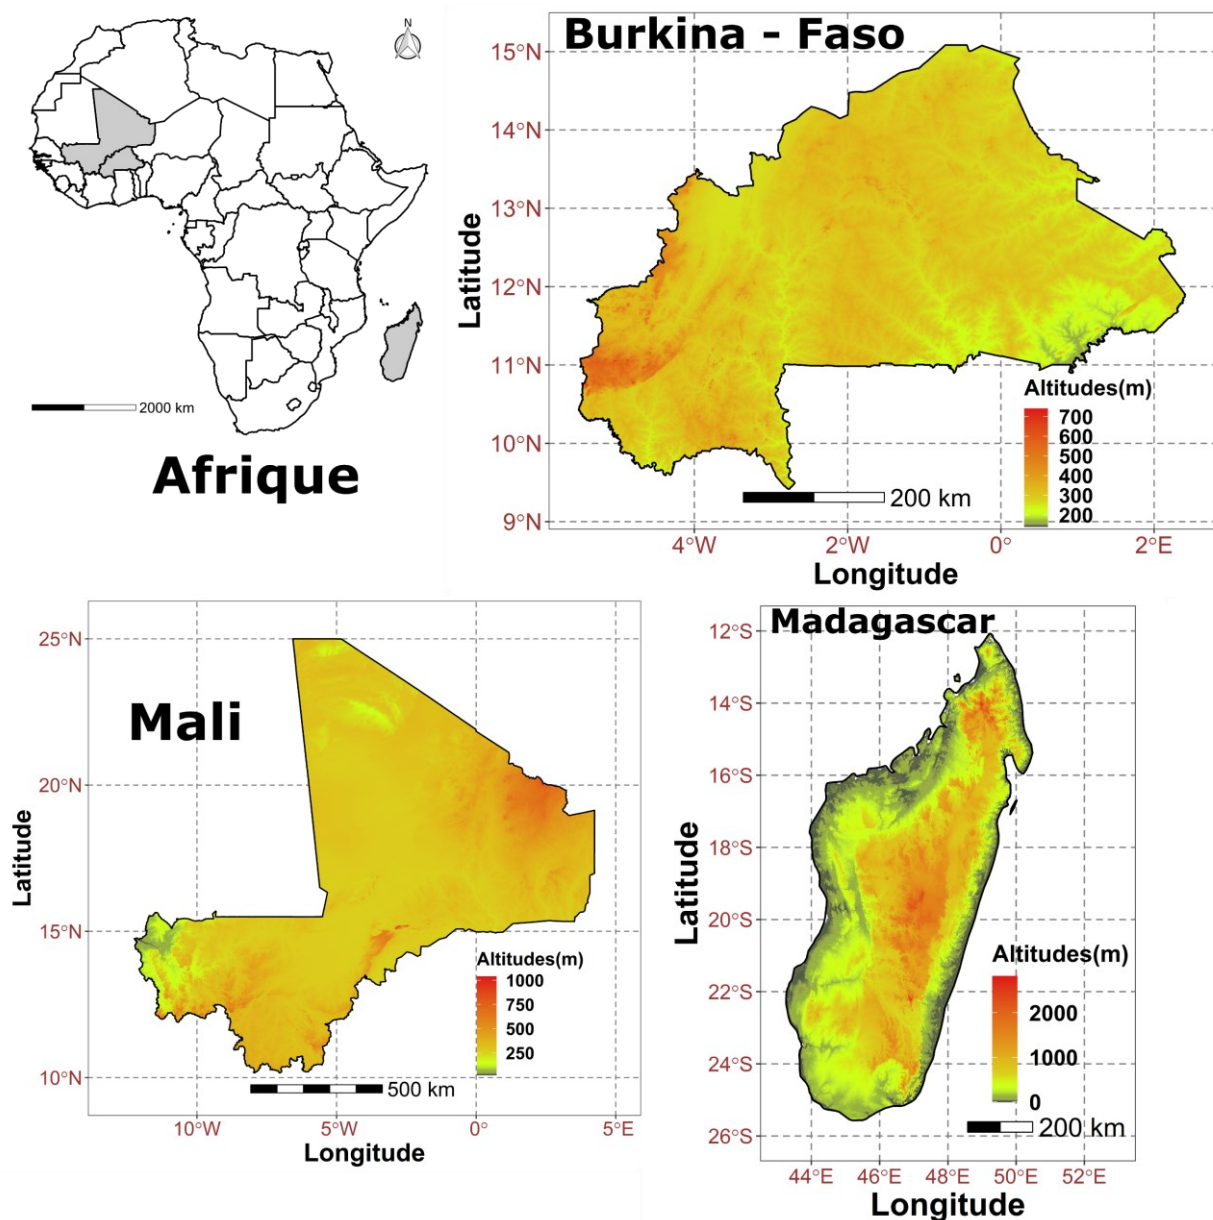 N
2000 km
Afrique
Burkina - Faso
15°N
14°N
13°N
12°N
11°N
10°N
9°N
Latitude
4°W 2°W 0° 2°E
Longitude
Altitudes(m)
700
600
400
300
200
200 km
Mali
25°N
20°N
15°N
10°N
Latitude
10°W 5°W 0° 5°E
Longitude
Altitudes(m)
1000
750
500
250
500 km
Madagascar
12°S
14°S
16°S
18°S
20°S
22°S
24°S
26°S
Latitude
44°E 46°E 48°E 50°E 52°E
Longitude
Altitudes(m)
2000
1000
0
200 km